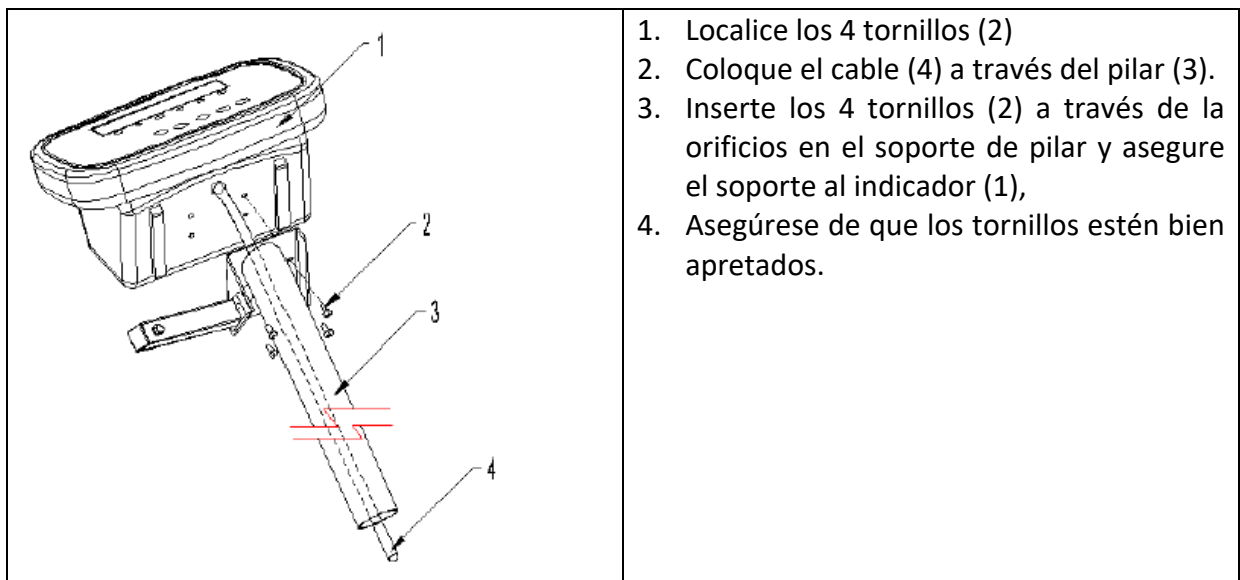 1
2
3
4
1. Localice los 4 tornillos (2)
2. Coloque el cable (4) a través del pilar (3).
3. Inserte los 4 tornillos (2) a través de la
orificios en el soporte de pilar y asegure
el soporte al indicador (1),
4. Asegúrese de que los tornillos estén bien
apretados.